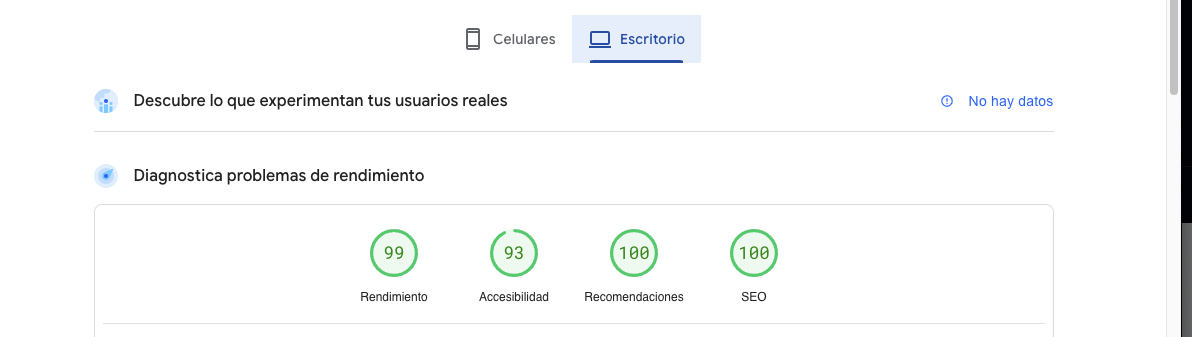 Celulares
Escritorio
Descubre lo que experimentan tus usuarios reales
No hay datos
Diagnostica problemas de rendimiento
99
93
100
100
Rendimiento
Accesibilidad
Recomendaciones
SEO